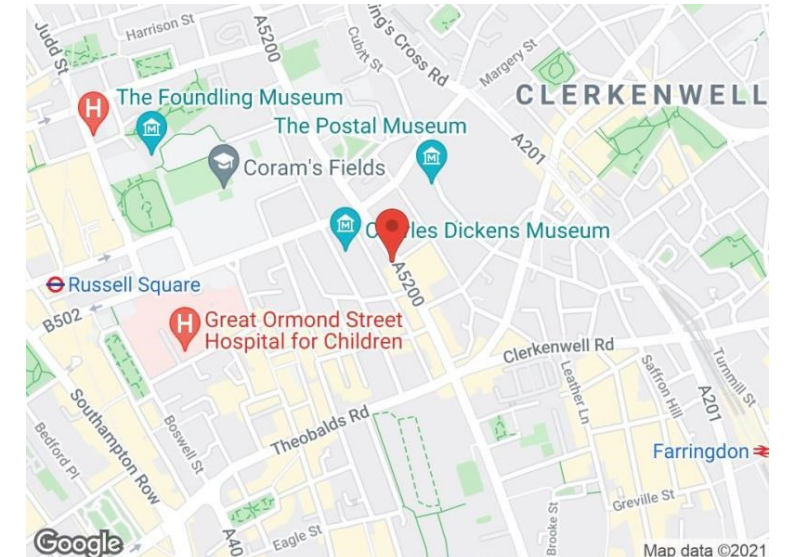 Judd St
Harrison St
A5200
Cubitt St
King's Cross Rd
Margery St
CLERKENWELL
H
The Foundling Museum
The Postal Museum
A201
Coram's Fields
Charles Dickens Museum
A5200
Russell Square
B502
H
Great Ormond Street
Hospital for Children
Clerkenwell Rd
Southampton Row
Bedford Pl
Boswell St
Theobalds Rd
Leather Ln
Saffron Hill
A201
Turnmill St
Farringdon
Greville St
Brooke St
A40
Eagle St
Google
Map data ©2021